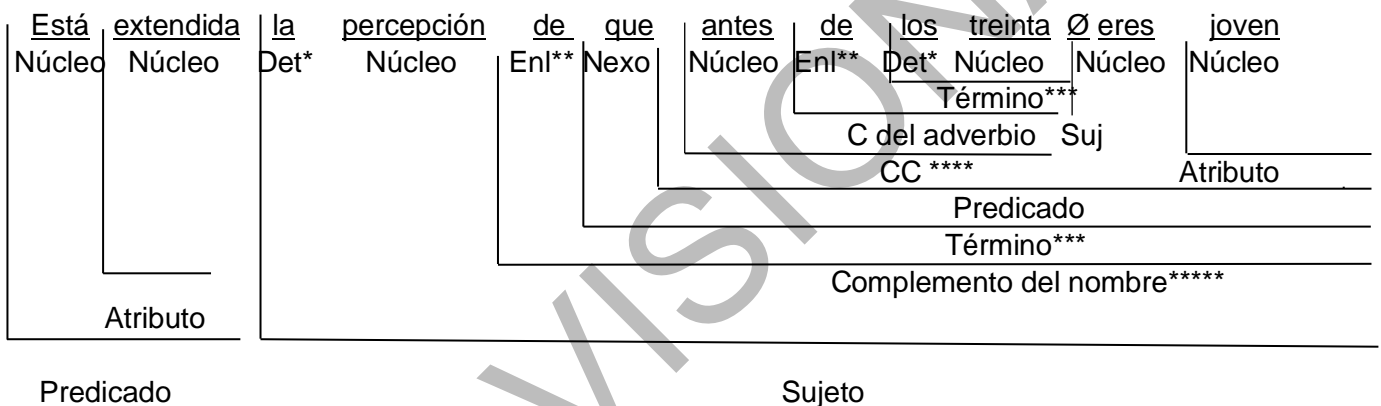 Está extendida la percepción de que antes de los treinta Ø eres joven
Núcleo Núcleo Det* Núcleo Enl** Nexo Núcleo Enl** Det* Núcleo Núcleo Núcleo
Término***
C del adverbio Suj
CC **** Atributo
Predicado
Término***
Complemento del nombre*****
Atributo
Predicado Sujeto